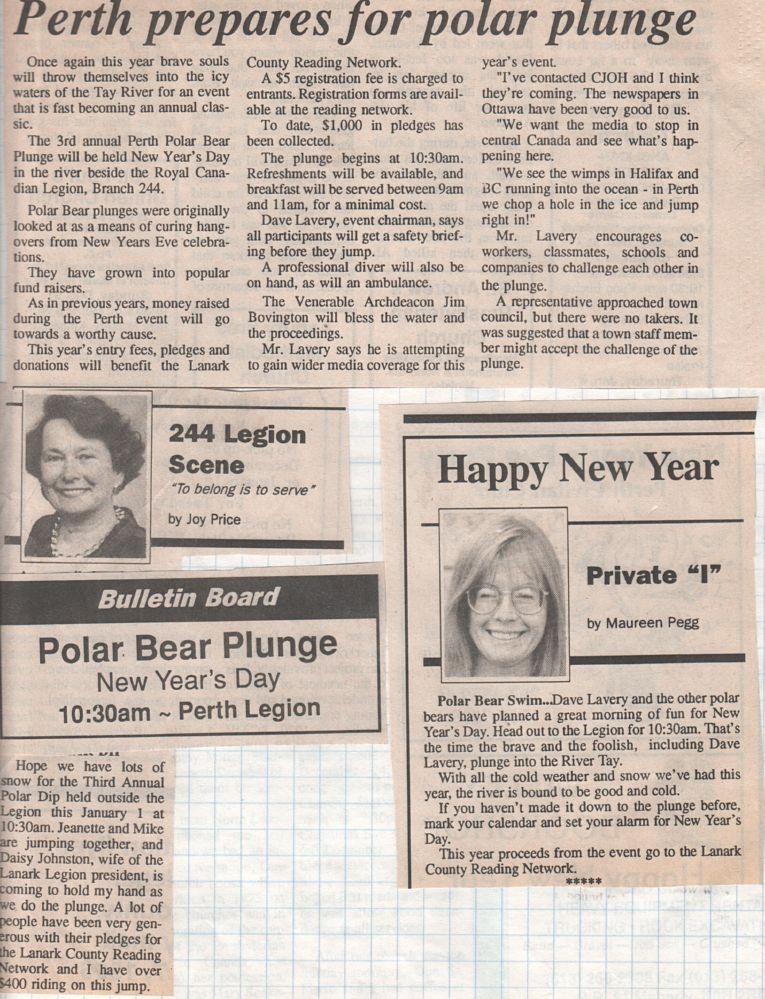 Perth prepares for polar plunge
Once again this year brave souls
will throw themselves into the icy
waters of the Tay River for an event
that is fast becoming an annual clas-
sic.
The 3rd annual Perth Polar Bear
Plunge will be held New Year's Day
in the river beside the Royal Cana-
dian Legion, Branch 244.
Polar Bear plunges were originally
looked at as a means of curing hang-
overs from New Years Eve celebra-
tions.
They have grown into popular
fund raisers.
As in previous years, money raised
during the Perth event will go
towards a worthy cause.
This year's entry fees, pledges and
donations will benefit the Lanark
County Reading Network.
A $5 registration fee is charged to
entrants. Registration forms are avail-
able at the reading network.
To date, $1,000 in pledges has
been collected.
The plunge begins at 10:30am.
Refreshments will be available, and
breakfast will be served between 9am
and 11am, for a minimal cost.
Dave Lavery, event chairman, says
all participants will get a safety brief-
ing before they jump.
A professional diver will also be
on hand, as will an ambulance.
The Venerable Archdeacon Jim
Bovington will bless the water and
the proceedings.
Mr. Lavery says he is attempting
to gain wider media coverage for this
year's event.
"I've contacted CJOH and I think
they're coming. The newspapers in
Ottawa have been very good to us.
"We want the media to stop in
central Canada and see what's hap-
pening here.
"We see the wimps in Halifax and
BC running into the ocean - in Perth
we chop a hole in the ice and jump
right in!"
Mr. Lavery encourages co-
workers, classmates, schools and
companies to challenge each other in
the plunge.
A representative approached town
council, but there were no takers. It
was suggested that a town staff mem-
ber might accept the challenge of the
plunge.
244 Legion
Scene
"To belong is to serve"
by Joy Price
Bulletin Board
Polar Bear Plunge
New Year's Day
10:30am ~ Perth Legion
Hope we have lots of
snow for the Third Annual
Polar Dip held outside the
Legion this January 1 at
10:30am. Jeanette and Mike
are jumping together, and
Daisy Johnston, wife of the
Lanark Legion president, is
coming to hold my hand as
we do the plunge. A lot of
people have been very gen-
erous with their pledges for
the Lanark County Reading
Network and I have over
$400 riding on this jump.
Happy New Year
Private "I"
by Maureen Pegg
Polar Bear Swim...Dave Lavery and the other polar
bears have planned a great morning of fun for New
Year's Day. Head out to the Legion for 10:30am. That's
the time the brave and the foolish, including Dave
Lavery, plunge into the River Tay.
With all the cold weather and snow we've had this
year, the river is bound to be good and cold.
If you haven't made it down to the plunge before,
mark your calendar and set your alarm for New Year's
Day.
This year proceeds from the event go to the Lanark
County Reading Network.
*****